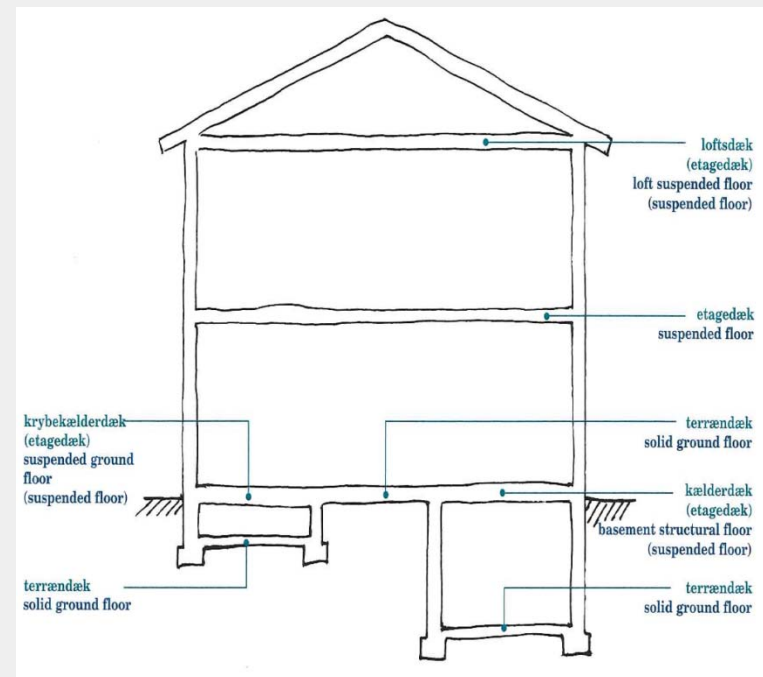 loftsdæk
(etagedæk)
loft suspended floor
(suspended floor)
etagedæk
suspended floor
krybekælderdæk
(etagedæk)
suspended ground
floor
(suspended floor)
terrændæk
solid ground floor
kælderdæk
(etagedæk)
basement structural floor
(suspended floor)
terrændæk
solid ground floor
terrændæk
solid ground floor